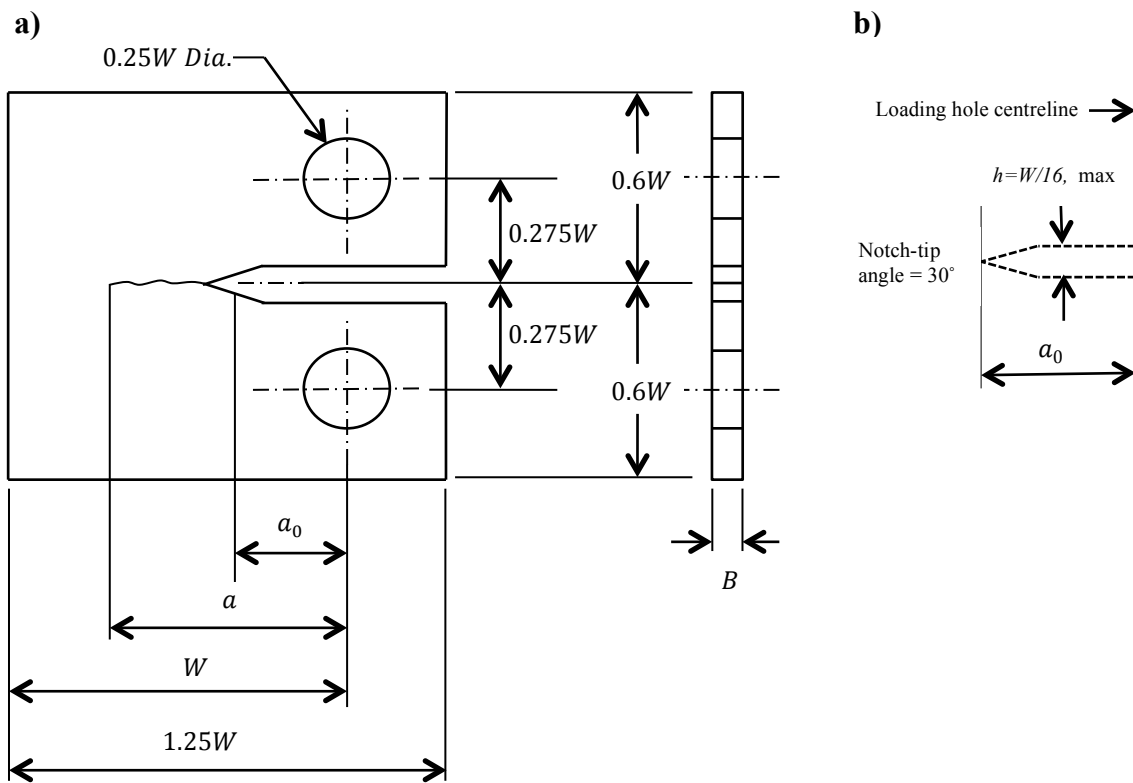 a)
0.25W Dia.
0.6W
0.275W
0.275W
0.6W
a₀
a
W
1.25W
B
b)
Loading hole centreline
h=W/16, max
Notch-tip
angle = 30˚
a₀